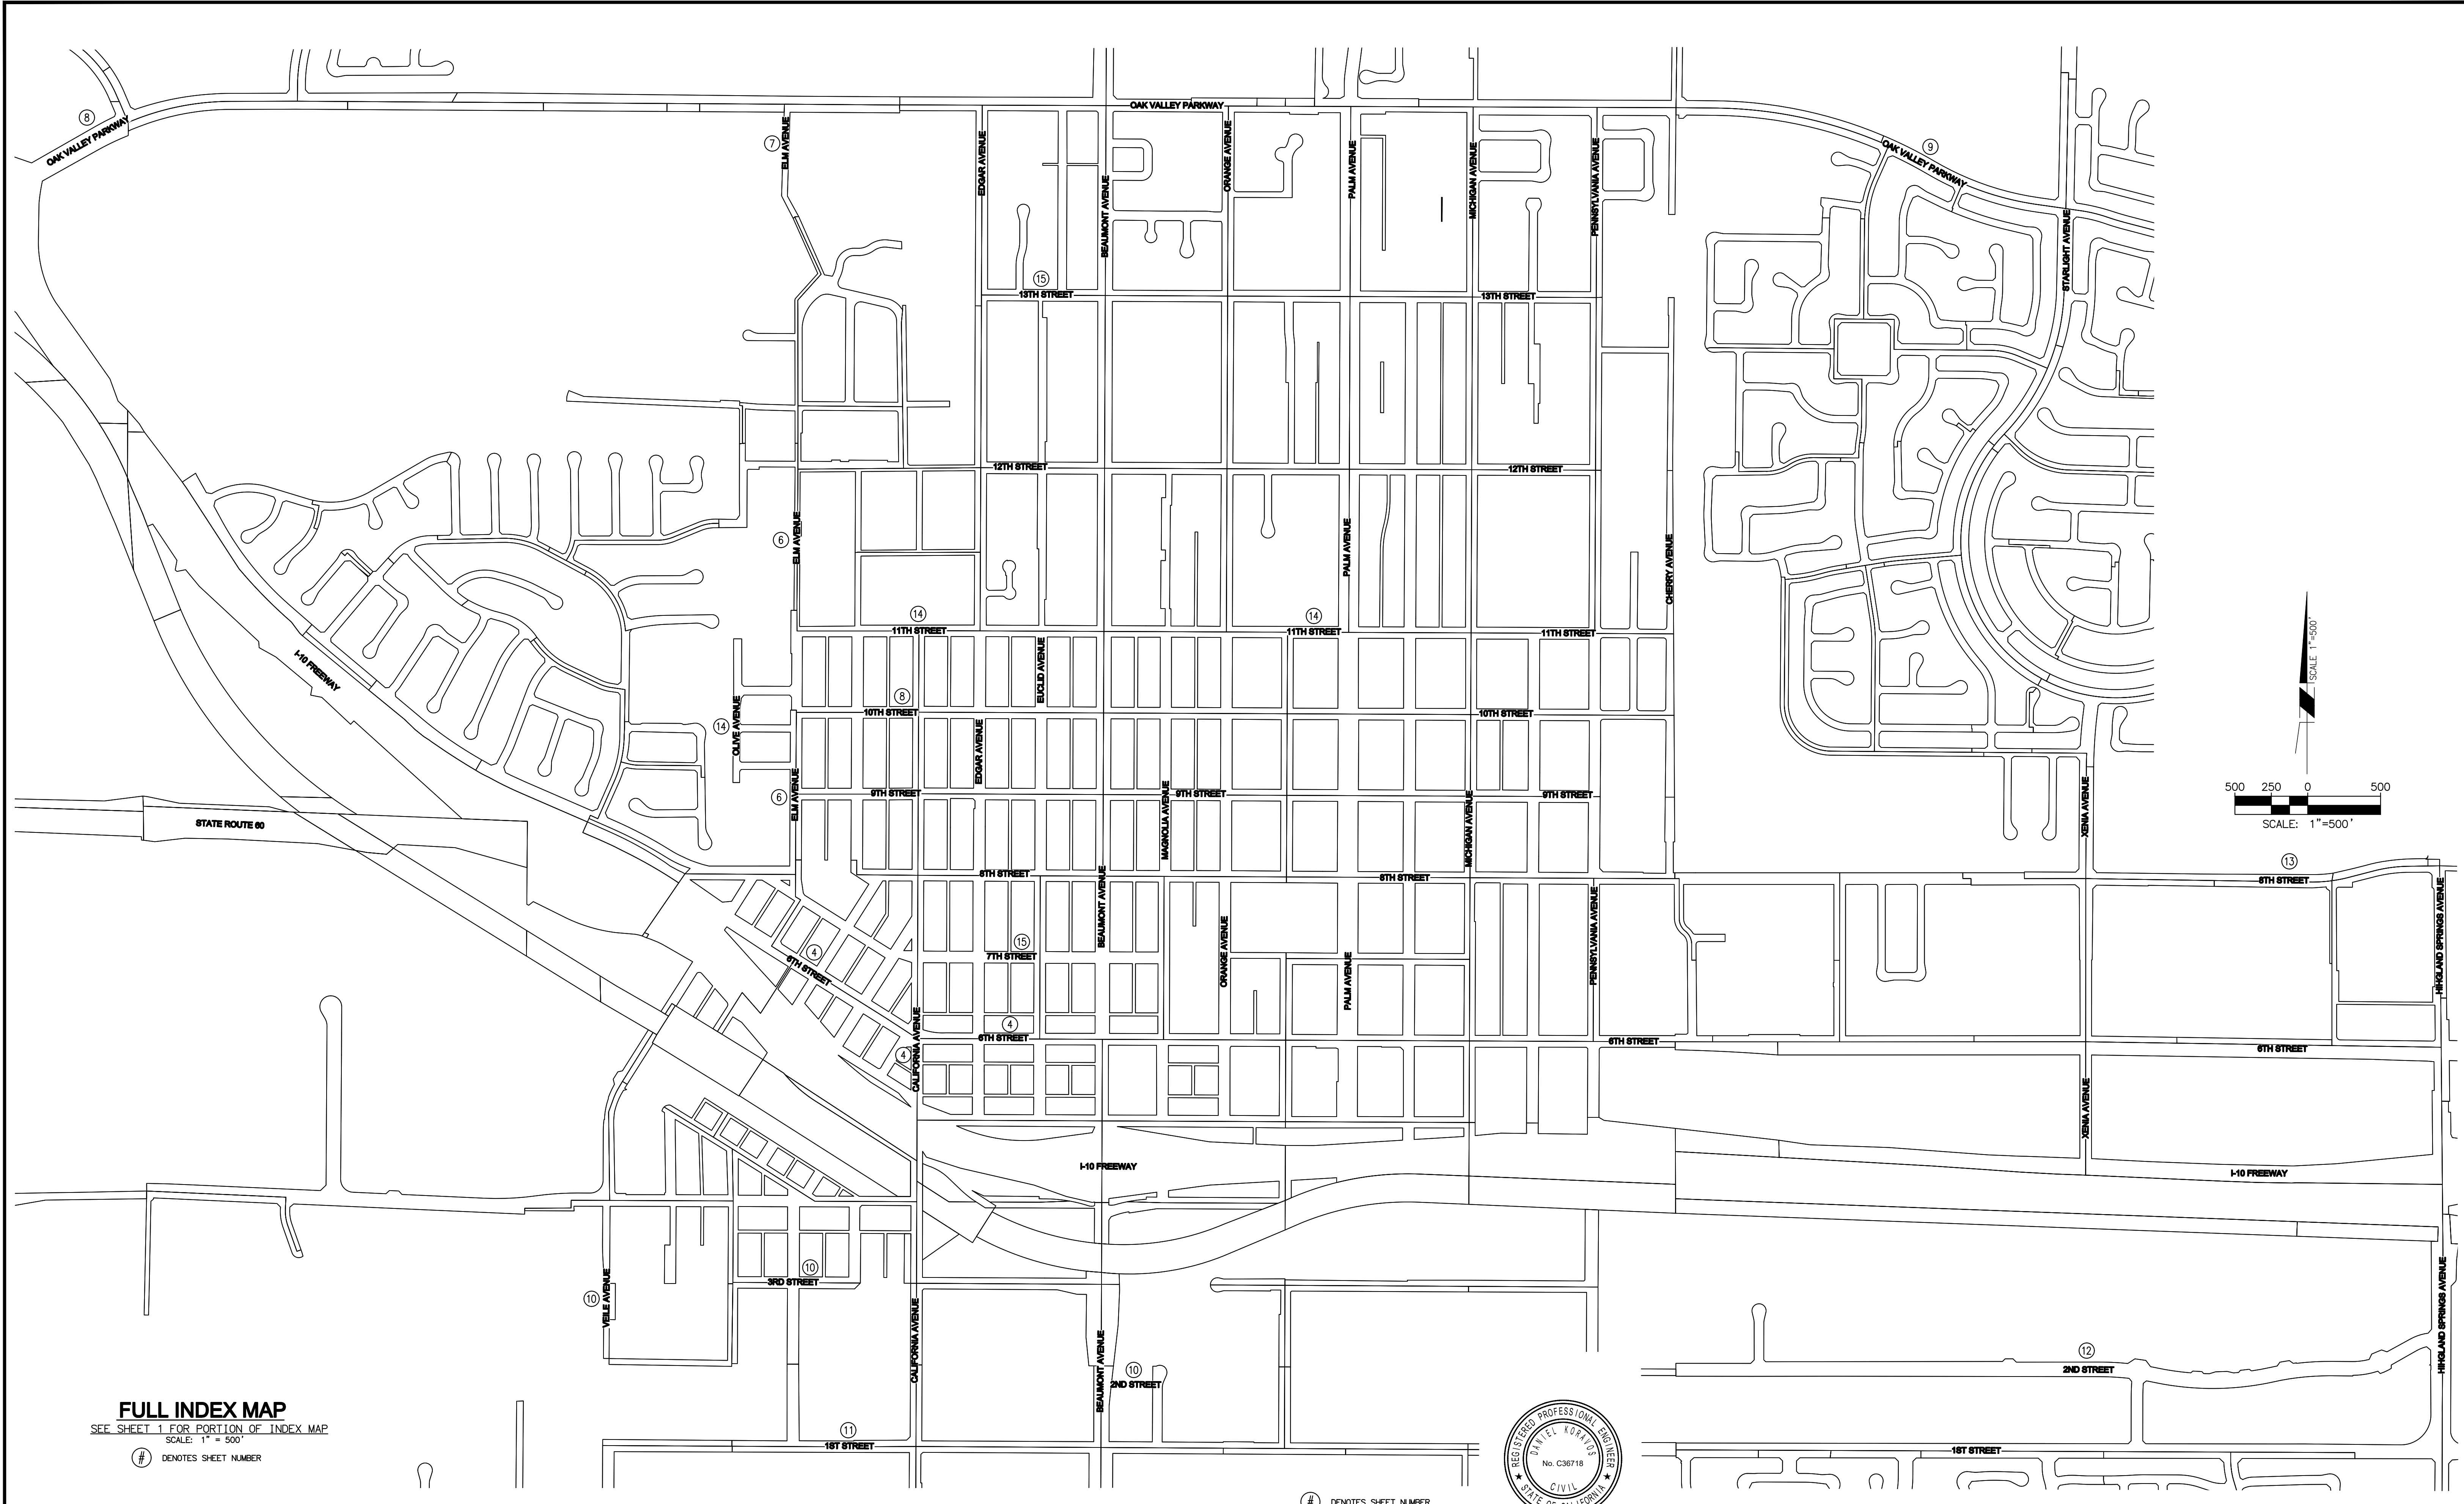 OAK VALLEY PARKWAY
8
OAK VALLEY PARKWAY
7
ELM AVENUE
EDGAR AVENUE
BEAUMONT AVENUE
ORANGE AVENUE
PALM AVENUE
MICHIGAN AVENUE
PENNSYLVANIA AVENUE
9
OAK VALLEY PARKWAY
STARLIGHT AVENUE
15
13TH STREET
13TH STREET
12TH STREET
12TH STREET
6
ELM AVENUE
PALM AVENUE
CHERRY AVENUE
14
11TH STREET
14
11TH STREET
11TH STREET
SCALE 1"=500'
I-10 FREEWAY
EUCLID AVENUE
8
10TH STREET
10TH STREET
14
OLIVE AVENUE
EDGAR AVENUE
6
ELM AVENUE
9TH STREET
MAGNOLIA AVENUE
9TH STREET
MICHIGAN AVENUE
9TH STREET
XENIA AVENUE
500 250 0 500
SCALE: 1"=500'
STATE ROUTE 60
8TH STREET
BEAUMONT AVENUE
8TH STREET
13
8TH STREET
HIHGLAND SPRINGS AVENUE
4
6TH STREET
15
7TH STREET
ORANGE AVENUE
PALM AVENUE
PENNSYLVANIA AVENUE
4
6TH STREET
4
CALIFORNIA AVENUE
6TH STREET
6TH STREET
XENIA AVENUE
I-10 FREEWAY
I-10 FREEWAY
10
3RD STREET
10
VEILE AVENUE
CALIFORNIA AVENUE
BEAUMONT AVENUE
10
2ND STREET
12
2ND STREET
HIHGLAND SPRINGS AVENUE
11
1ST STREET
1ST STREET
FULL INDEX MAP
SEE SHEET 1 FOR PORTION OF INDEX MAP
SCALE: 1" = 500'
# DENOTES SHEET NUMBER
REGISTERED PROFESSIONAL ENGINEER
DANIEL KORAVOS
No. C36718
CIVIL
STATE OF CALIFORNIA
# DENOTES SHEET NUMBER